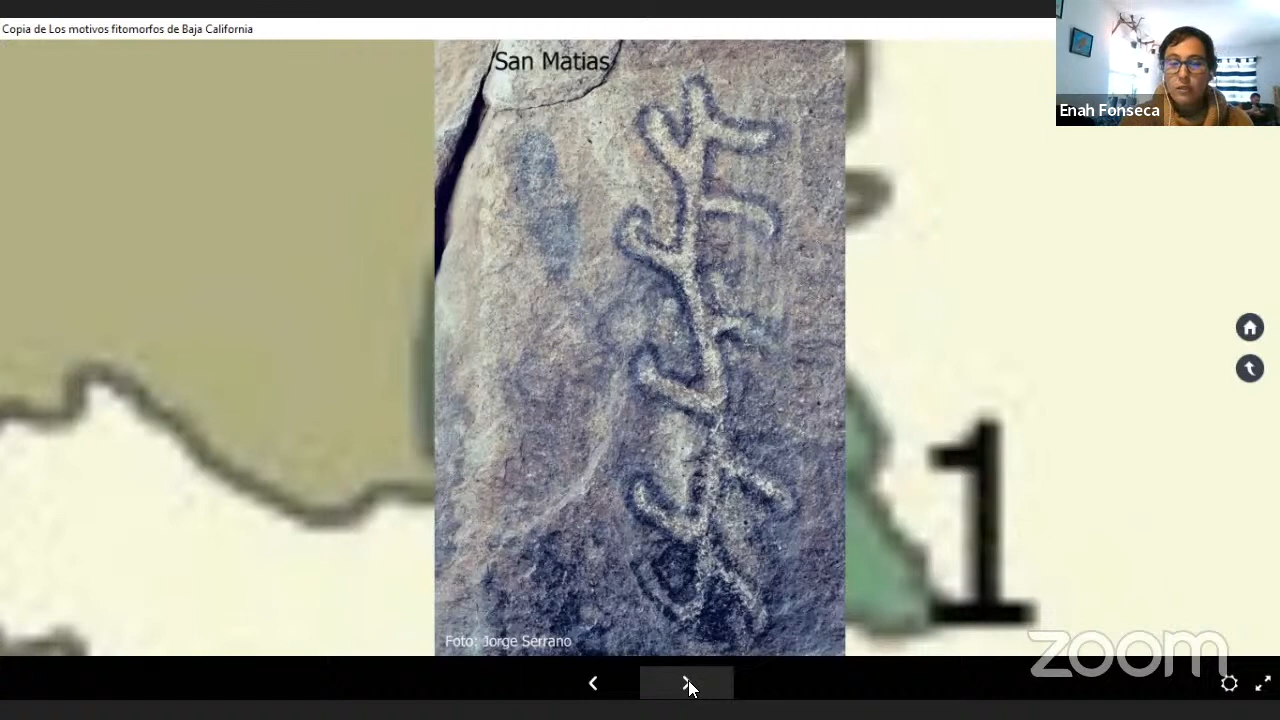 Copia de Los motivos fitomorfos de Baja California
San Matias
Enah Fonseca
1
Foto: Jorge Serrano
zoom